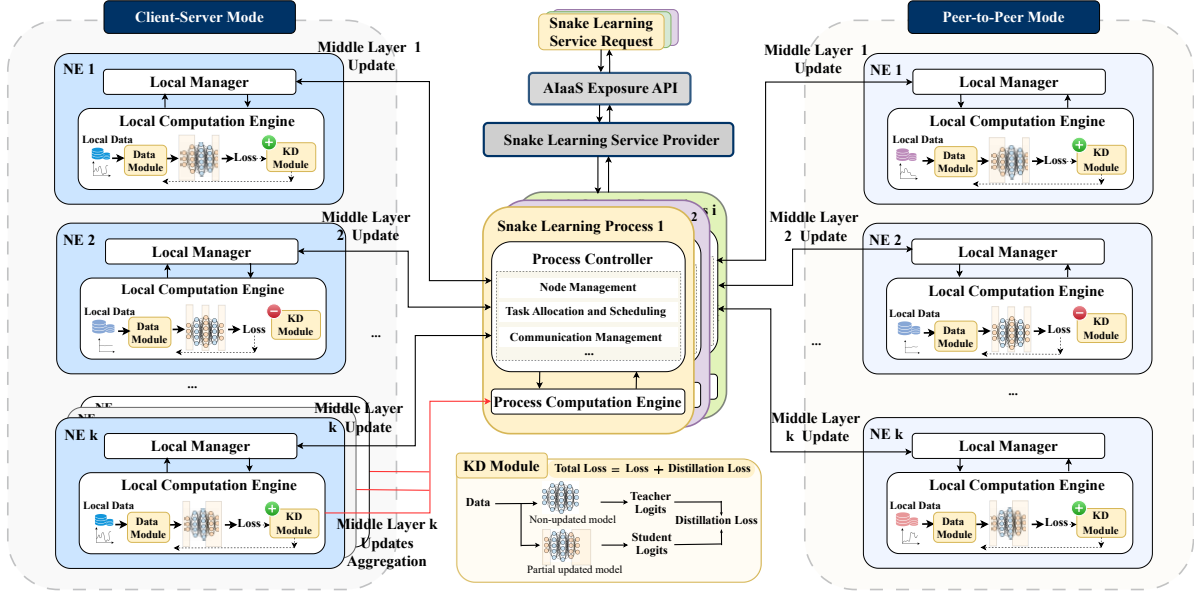 Client-Server Mode
NE 1
Local Manager
Local Computation Engine
Local Data
Data
Module
Loss
KD
Module
Middle Layer 1
Update
NE 2
Local Manager
Local Computation Engine
Local Data
Data
Module
Loss
KD
Module
Middle Layer
2 Update
...
...
NE
NE
NE k
Local Manager
Local Computation Engine
Local Data
Data
Module
Loss
KD
Module
Middle Layer
k Update
Middle Layer k
Updates
Aggregation
Snake Learning
Service Request
AIaaS Exposure API
Snake Learning Service Provider
s i
2
Snake Learning Process 1
Process Controller
Node Management
Task Allocation and Scheduling
Communication Management
...
Process Computation Engine
KD Module
Total Loss = Loss + Distillation Loss
Data
Non-updated model
Teacher
Logits
Distillation Loss
Partial updated model
Student
Logits
Peer-to-Peer Mode
Middle Layer 1
Update
NE 1
Local Manager
Local Computation Engine
Local Data
Data
Module
Loss
KD
Module
Middle Layer
2 Update
NE 2
Local Manager
Local Computation Engine
Local Data
Data
Module
Loss
KD
Module
...
...
Middle Layer
k Update
NE k
Local Manager
Local Computation Engine
Local Data
Data
Module
Loss
KD
Module